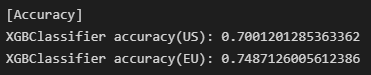 [Accuracy]
XGBClassifier accuracy(US): 0.7001201285363362
XGBClassifier accuracy(EU): 0.7487126005612386